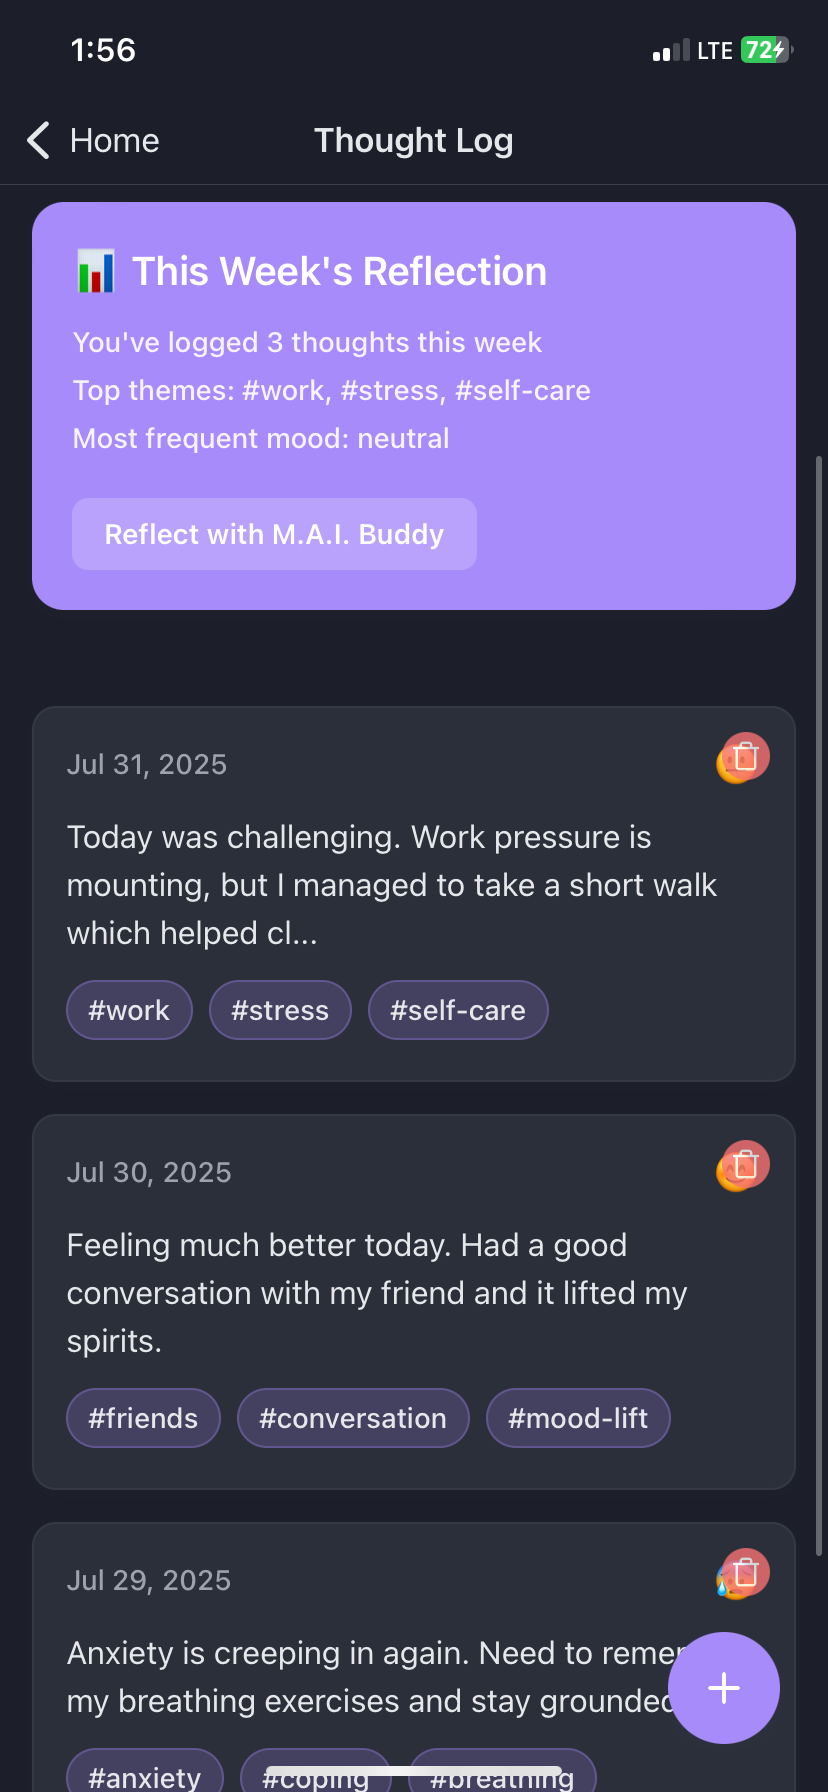 1:56
LTE 72
Home
Thought Log
This Week's Reflection
You've logged 3 thoughts this week
Top themes: #work, #stress, #self-care
Most frequent mood: neutral
Reflect with M.A.I. Buddy
Jul 31, 2025
Today was challenging. Work pressure is
mounting, but I managed to take a short walk
which helped cl...
#work #stress #self-care
Jul 30, 2025
Feeling much better today. Had a good
conversation with my friend and it lifted my
spirits.
#friends #conversation #mood-lift
Jul 29, 2025
Anxiety is creeping in again. Need to
my breathing exercises and stay grounded
#anxiety #coping #breathing